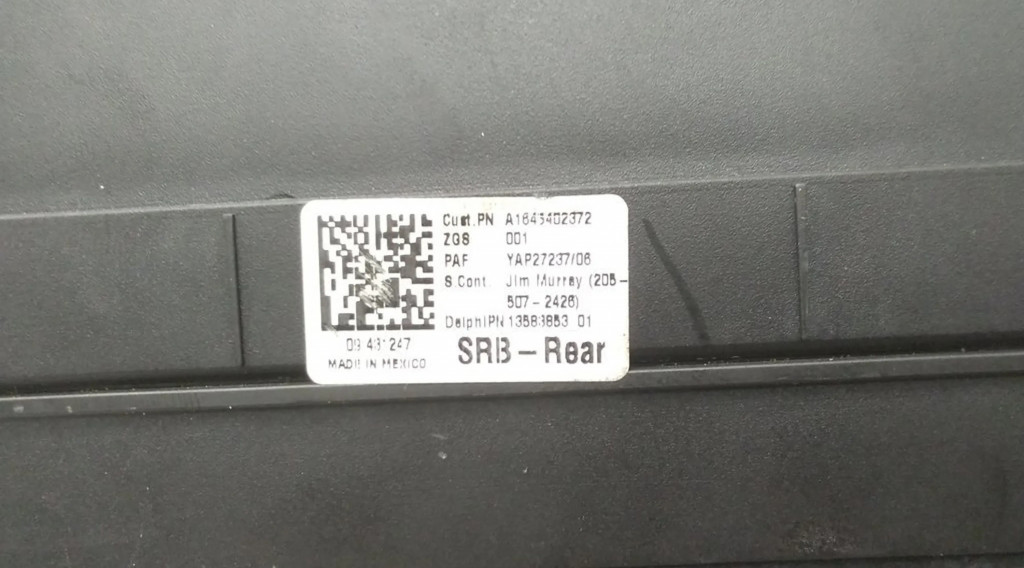 Cust.PN A1645402372
ZGS 001
PAF YAP27237/06
S.Cont. Jim Murray (205-
507-2426)
DelphiPN 13583853 01
09 431247
MADE IN MEXICO
SRB-Rear